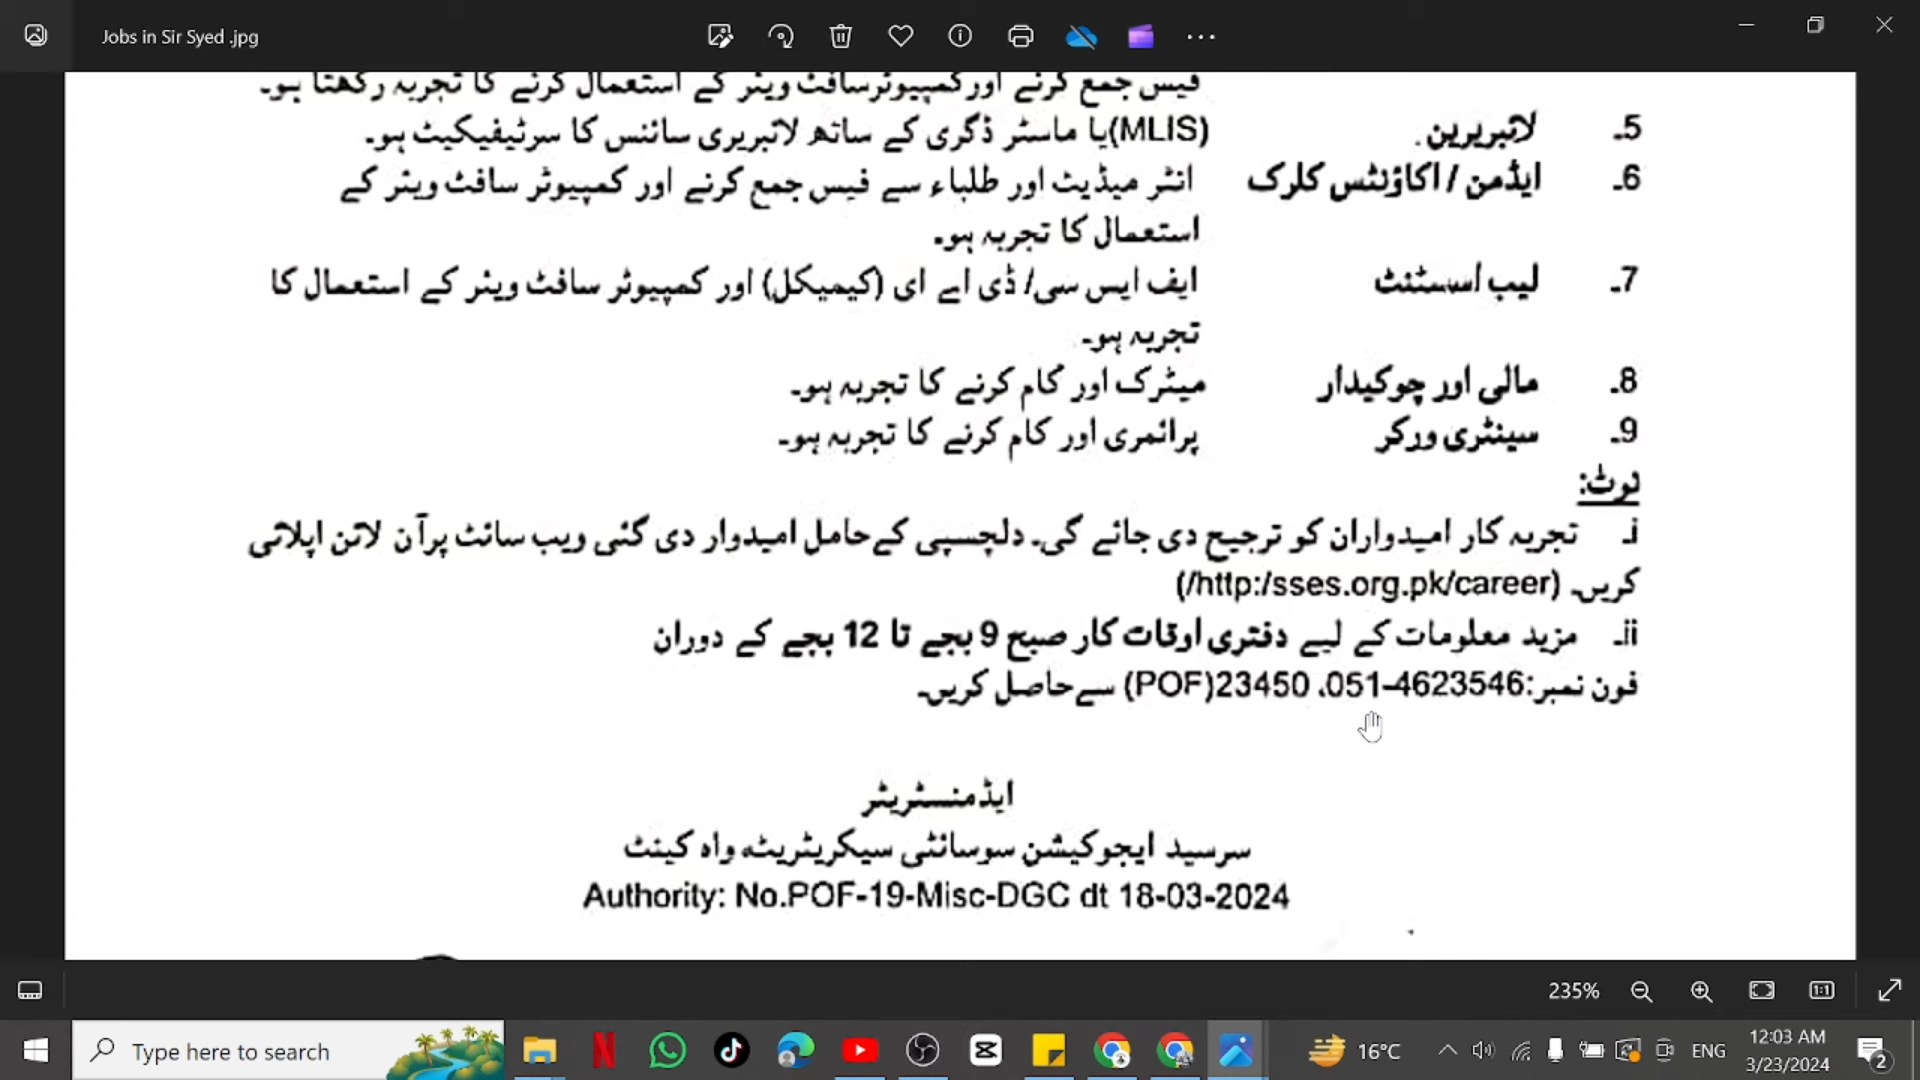 Jobs in Sir Syed .jpg
فیس جمع کرنے اور کمپیوٹر سافٹ ویئر کے استعمال کرنے کا تجربہ رکھتا ہو۔
5۔ لائبریرین (MLIS) یا ماسٹر ڈگری کے ساتھ لائبریری سائنس کا سرٹیفیکیٹ ہو۔
6۔ ایڈمن / اکاؤنٹس کلرک انٹر میڈیٹ اور طلباء سے فیس جمع کرنے اور کمپیوٹر سافٹ ویئر کے
استعمال کا تجربہ ہو۔
7۔ لیب اسسٹنٹ ایف ایس سی/ ڈی اے ای (کیمیکل) اور کمپیوٹر سافٹ ویئر کے استعمال کا
تجربہ ہو۔
8۔ مالی اور چوکیدار میٹرک اور کام کرنے کا تجربہ ہو۔
9۔ سینٹری ورکر پرائمری اور کام کرنے کا تجربہ ہو۔
نوٹ:
i۔ تجربہ کار امیدواران کو ترجیح دی جائے گی۔ دلچسپی کے حامل امیدوار دی گئی ویب سائٹ پر آن لائن اپلائی
کریں۔ (http:/sses.org.pk/career/)
ii۔ مزید معلومات کے لیے دفتری اوقات کار صبح 9 بجے تا 12 بجے کے دوران
فون نمبر:051-4623546، 23450(POF) سے حاصل کریں۔
ایڈمنسٹریٹر
سرسید ایجوکیشن سوسائٹی سیکریٹریٹ واہ کینٹ
Authority: No.POF-19-Misc-DGC dt 18-03-2024
235%
1:1
Type here to search
16°C
ENG
12:03 AM
3/23/2024
2